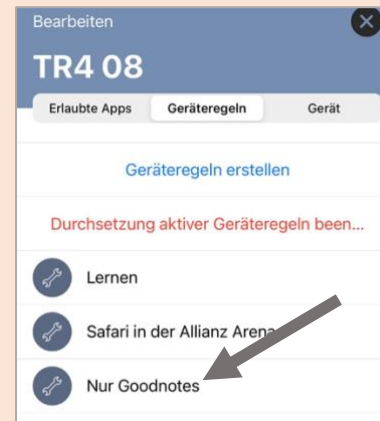 Bearbeiten
TR4 08
Erlaubte Apps Geräteregeln Gerät
Geräteregeln erstellen
Durchsetzung aktiver Geräteregeln been...
Lernen
Safari in der Allianz Arena
Nur Goodnotes